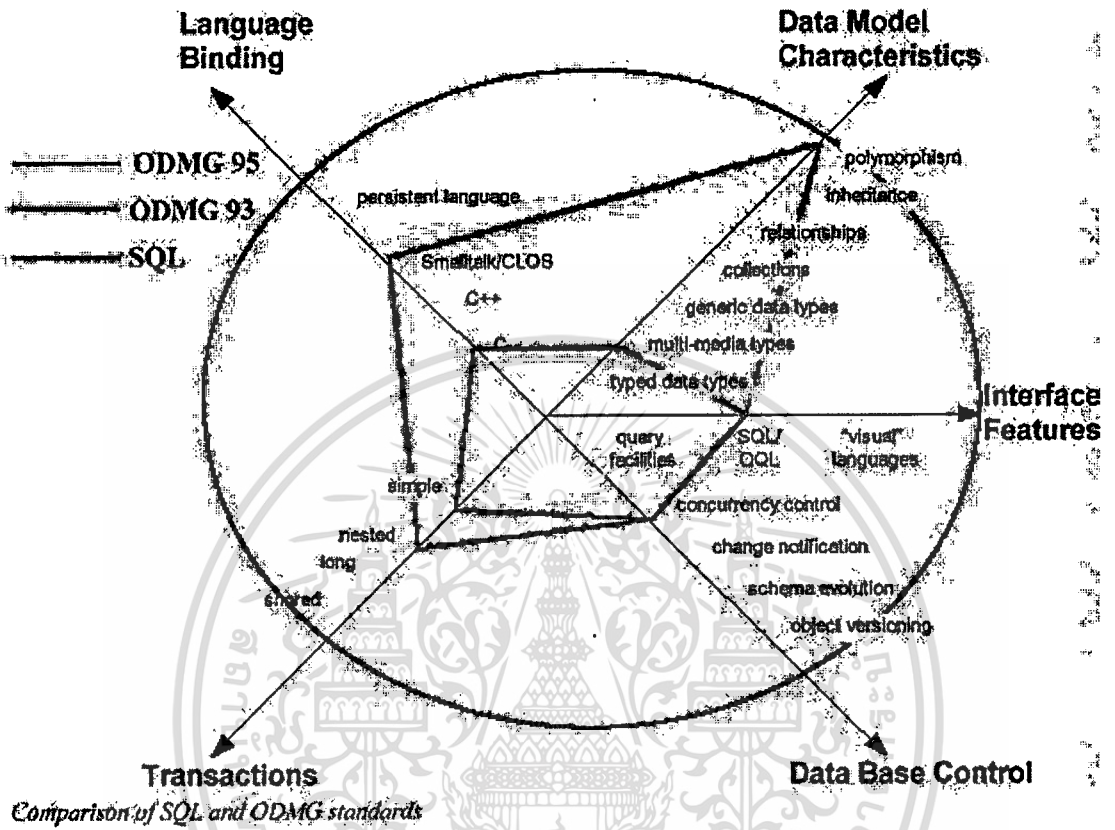 Language
Binding
Data Model
Characteristics
ODMG 95
ODMG 93
SQL
persistent language
Smalltalk/CLOS
C++
C
polymorphism
inheritance
relationships
collections
generic data types
multi-media types
typed data types
Interface
Features
query
facilities
SQL/
OQL
"visual"
languages
simple
nested
long
shared
concurrency control
change notification
schema evolution
object versioning
Transactions
Data Base Control
Comparison of SQL and ODMG standards